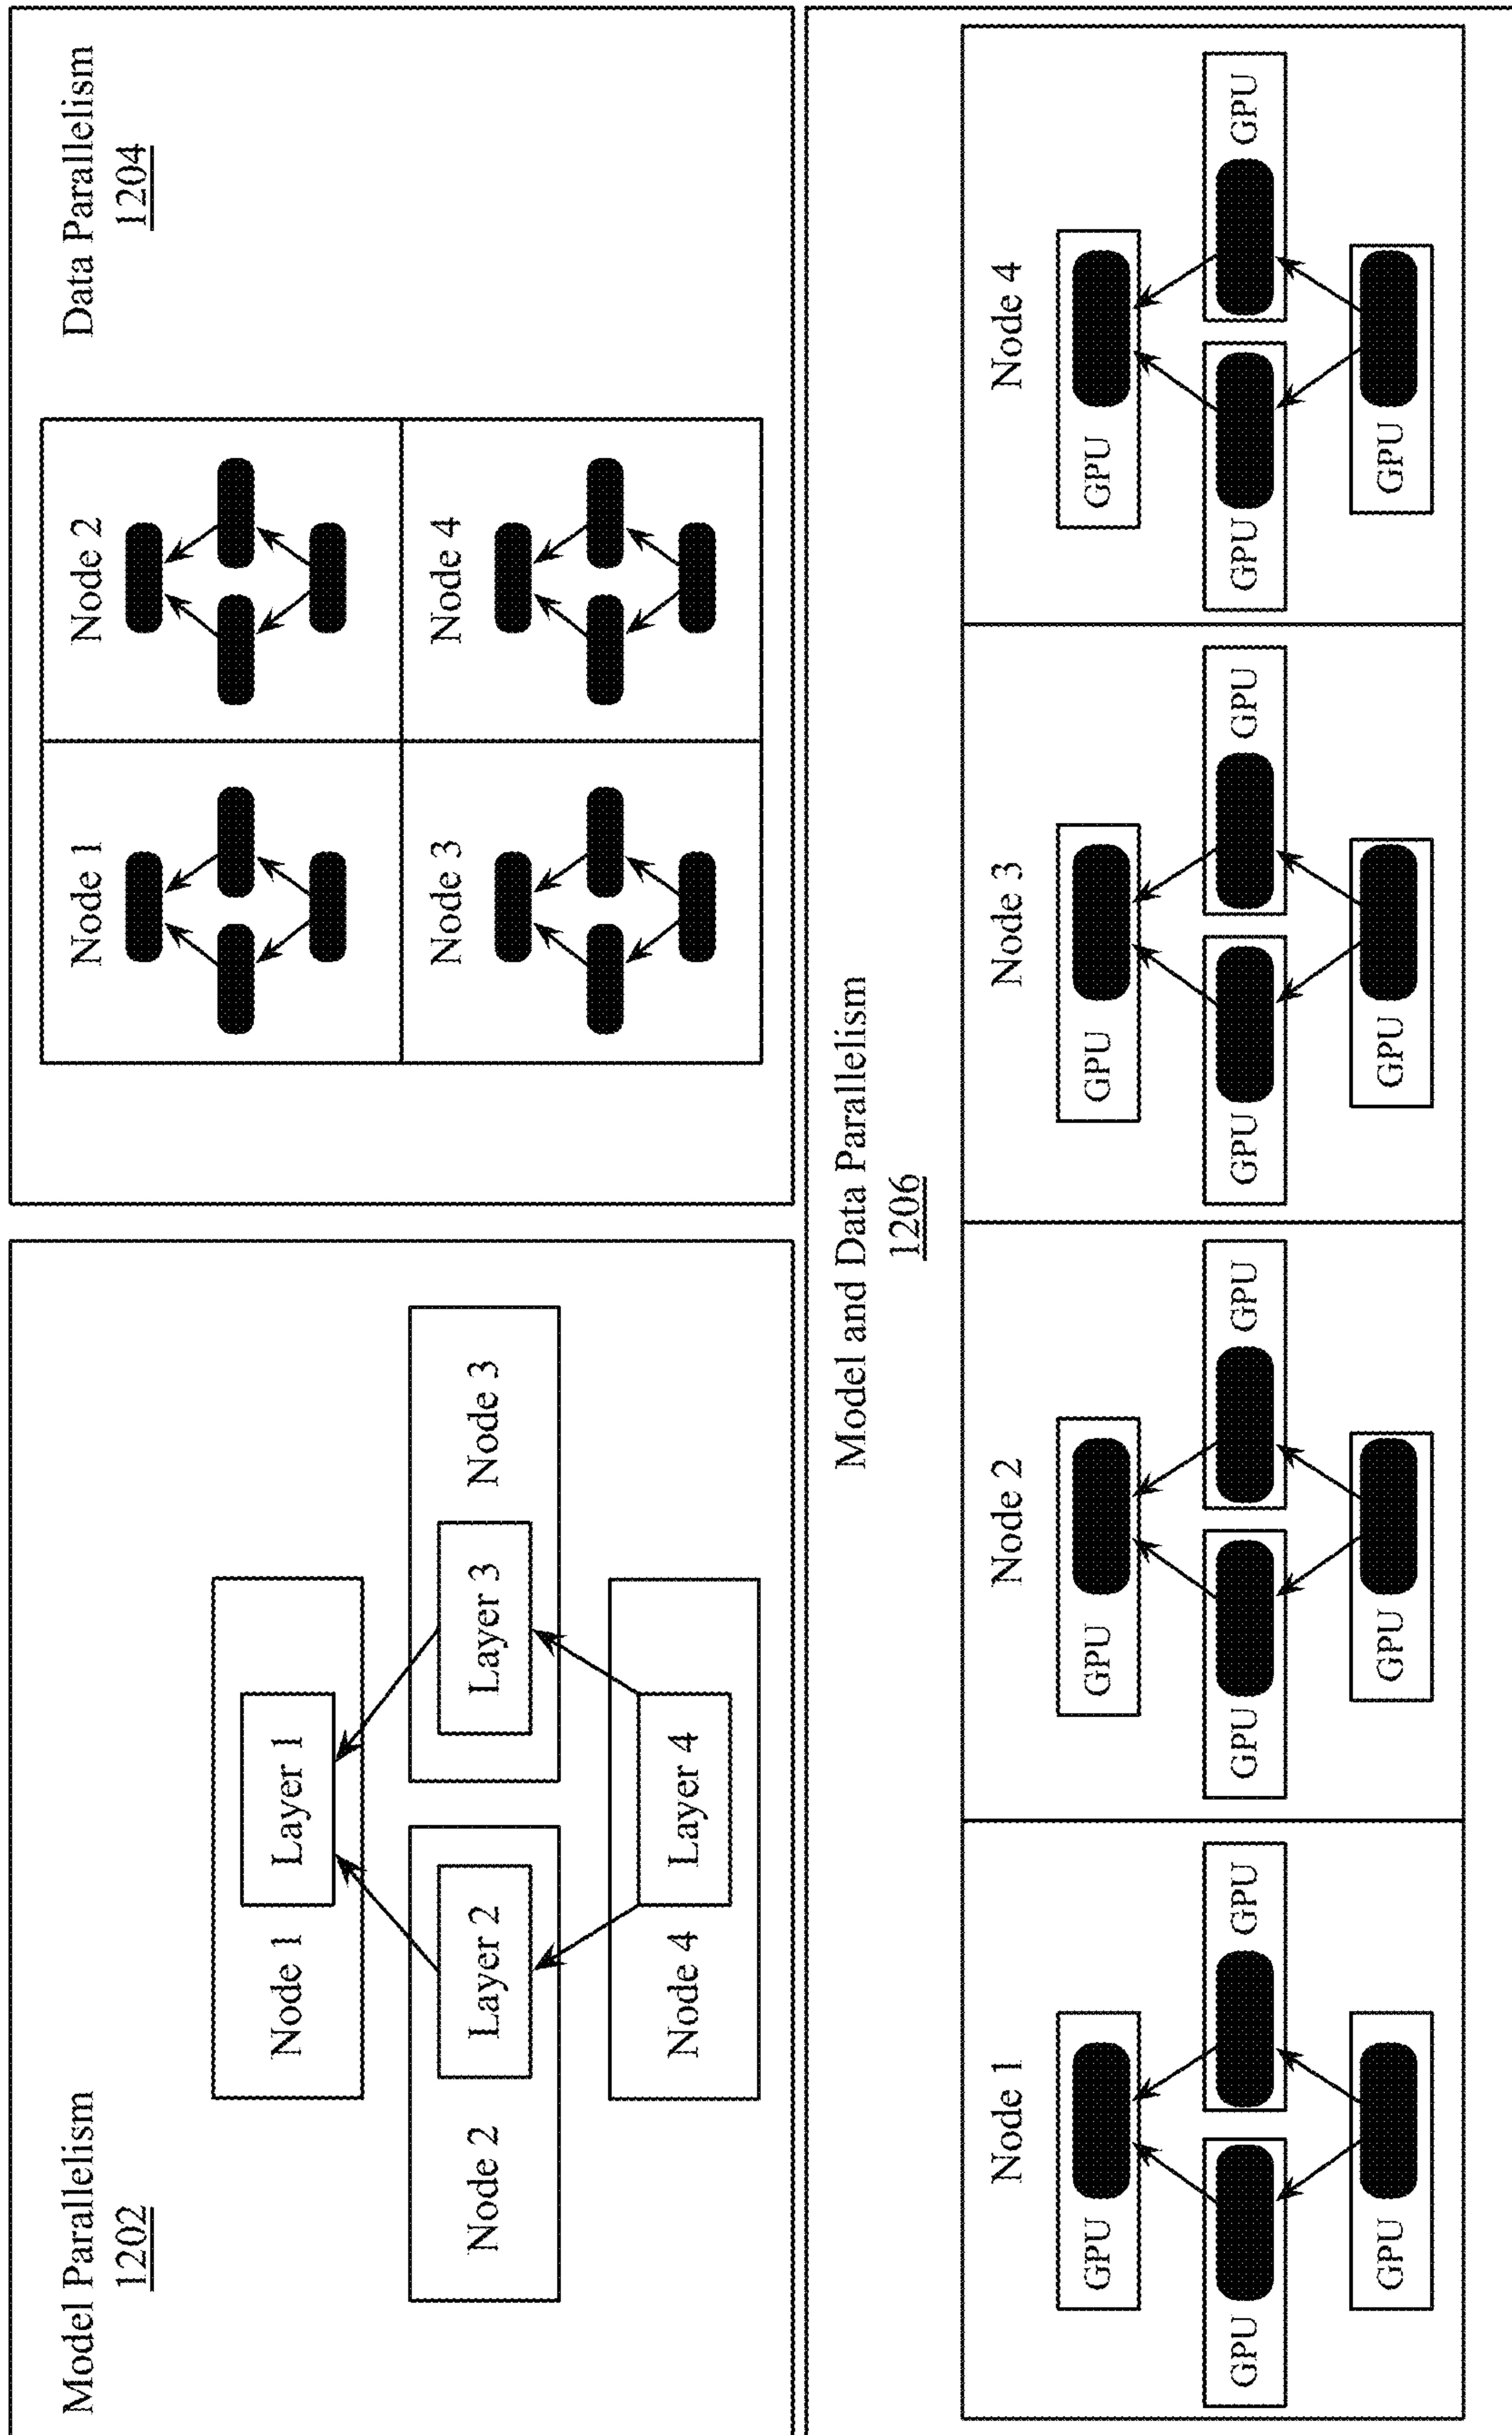 Model Parallelism
1202
Node 1
Layer 1
Node 2
Layer 2
Layer 3
Node 3
Node 4
Layer 4
Data Parallelism
1204
Node 1
Node 2
Node 3
Node 4
Model and Data Parallelism
1206
Node 1
GPU
GPU
GPU
GPU
Node 2
GPU
GPU
GPU
GPU
Node 3
GPU
GPU
GPU
GPU
Node 4
GPU
GPU
GPU
GPU